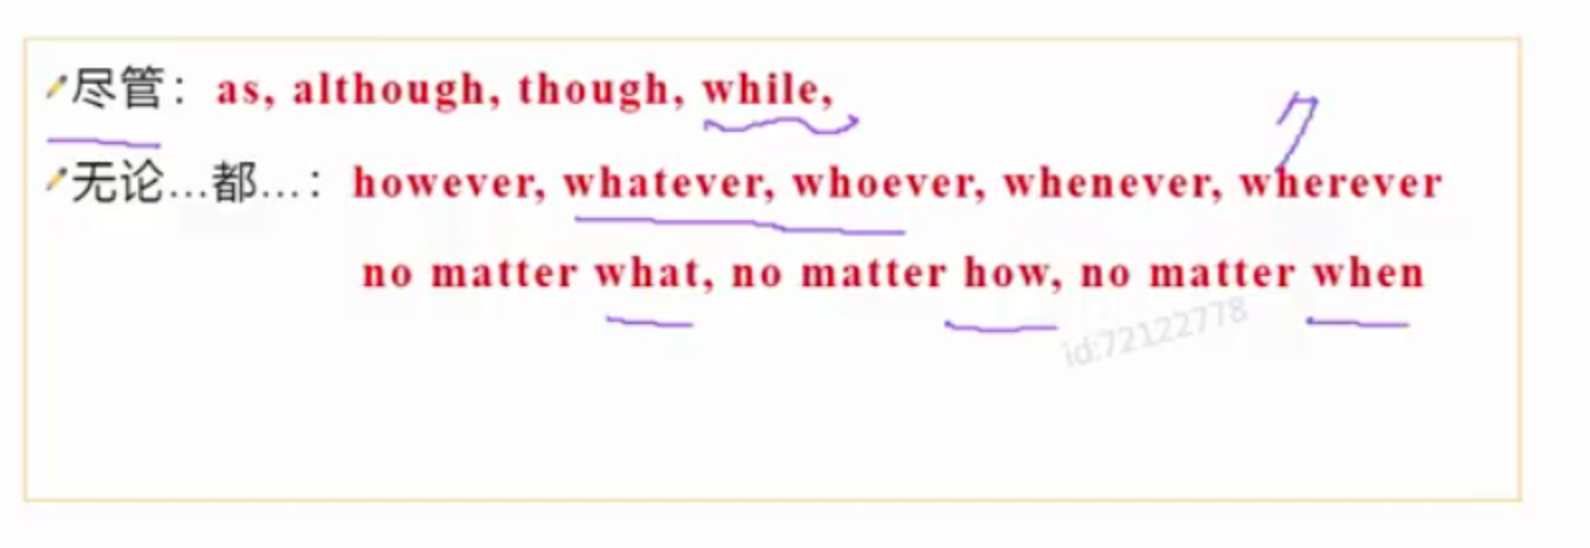 尽管：as, although, though, while,
无论…都…：however, whatever, whoever, whenever, wherever
no matter what, no matter how, no matter when
id:72122778